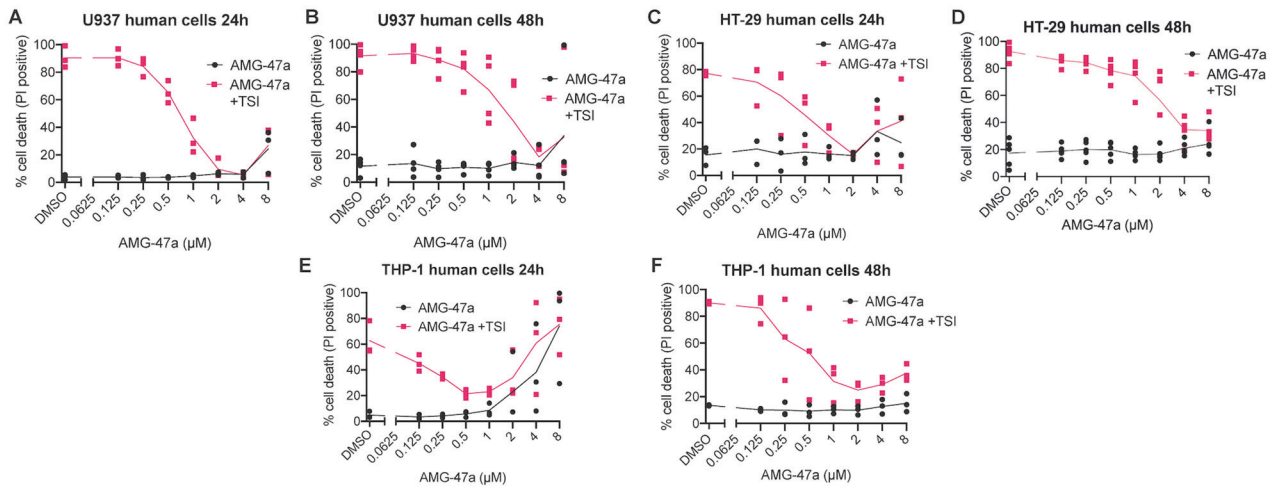 A
U937 human cells 24h
% cell death (PI positive)
100
80
60
40
20
0
DMSO
0.0625
0.125
0.25
0.5
1
2
4
8
AMG-47a (µM)
AMG-47a
AMG-47a
+TSI
B
U937 human cells 48h
% cell death (PI positive)
100
80
60
40
20
0
DMSO
0.0625
0.125
0.25
0.5
1
2
4
8
AMG-47a (µM)
AMG-47a
AMG-47a
+TSI
C
HT-29 human cells 24h
% cell death (PI positive)
100
80
60
40
20
0
DMSO
0.0625
0.125
0.25
0.5
1
2
4
8
AMG-47a (µM)
AMG-47a
AMG-47a +TSI
D
HT-29 human cells 48h
% cell death (PI positive)
100
80
60
40
20
0
DMSO
0.0625
0.125
0.25
0.5
1
2
4
8
AMG-47a (µM)
AMG-47a
AMG-47a
+TSI
E
THP-1 human cells 24h
% cell death (PI positive)
100
80
60
40
20
0
DMSO
0.0625
0.125
0.25
0.5
1
2
4
8
AMG-47a (µM)
AMG-47a
AMG-47a +TSI
F
THP-1 human cells 48h
% cell death (PI positive)
100
80
60
40
20
0
DMSO
0.0625
0.125
0.25
0.5
1
2
4
8
AMG-47a (µM)
AMG-47a
AMG-47a +TSI